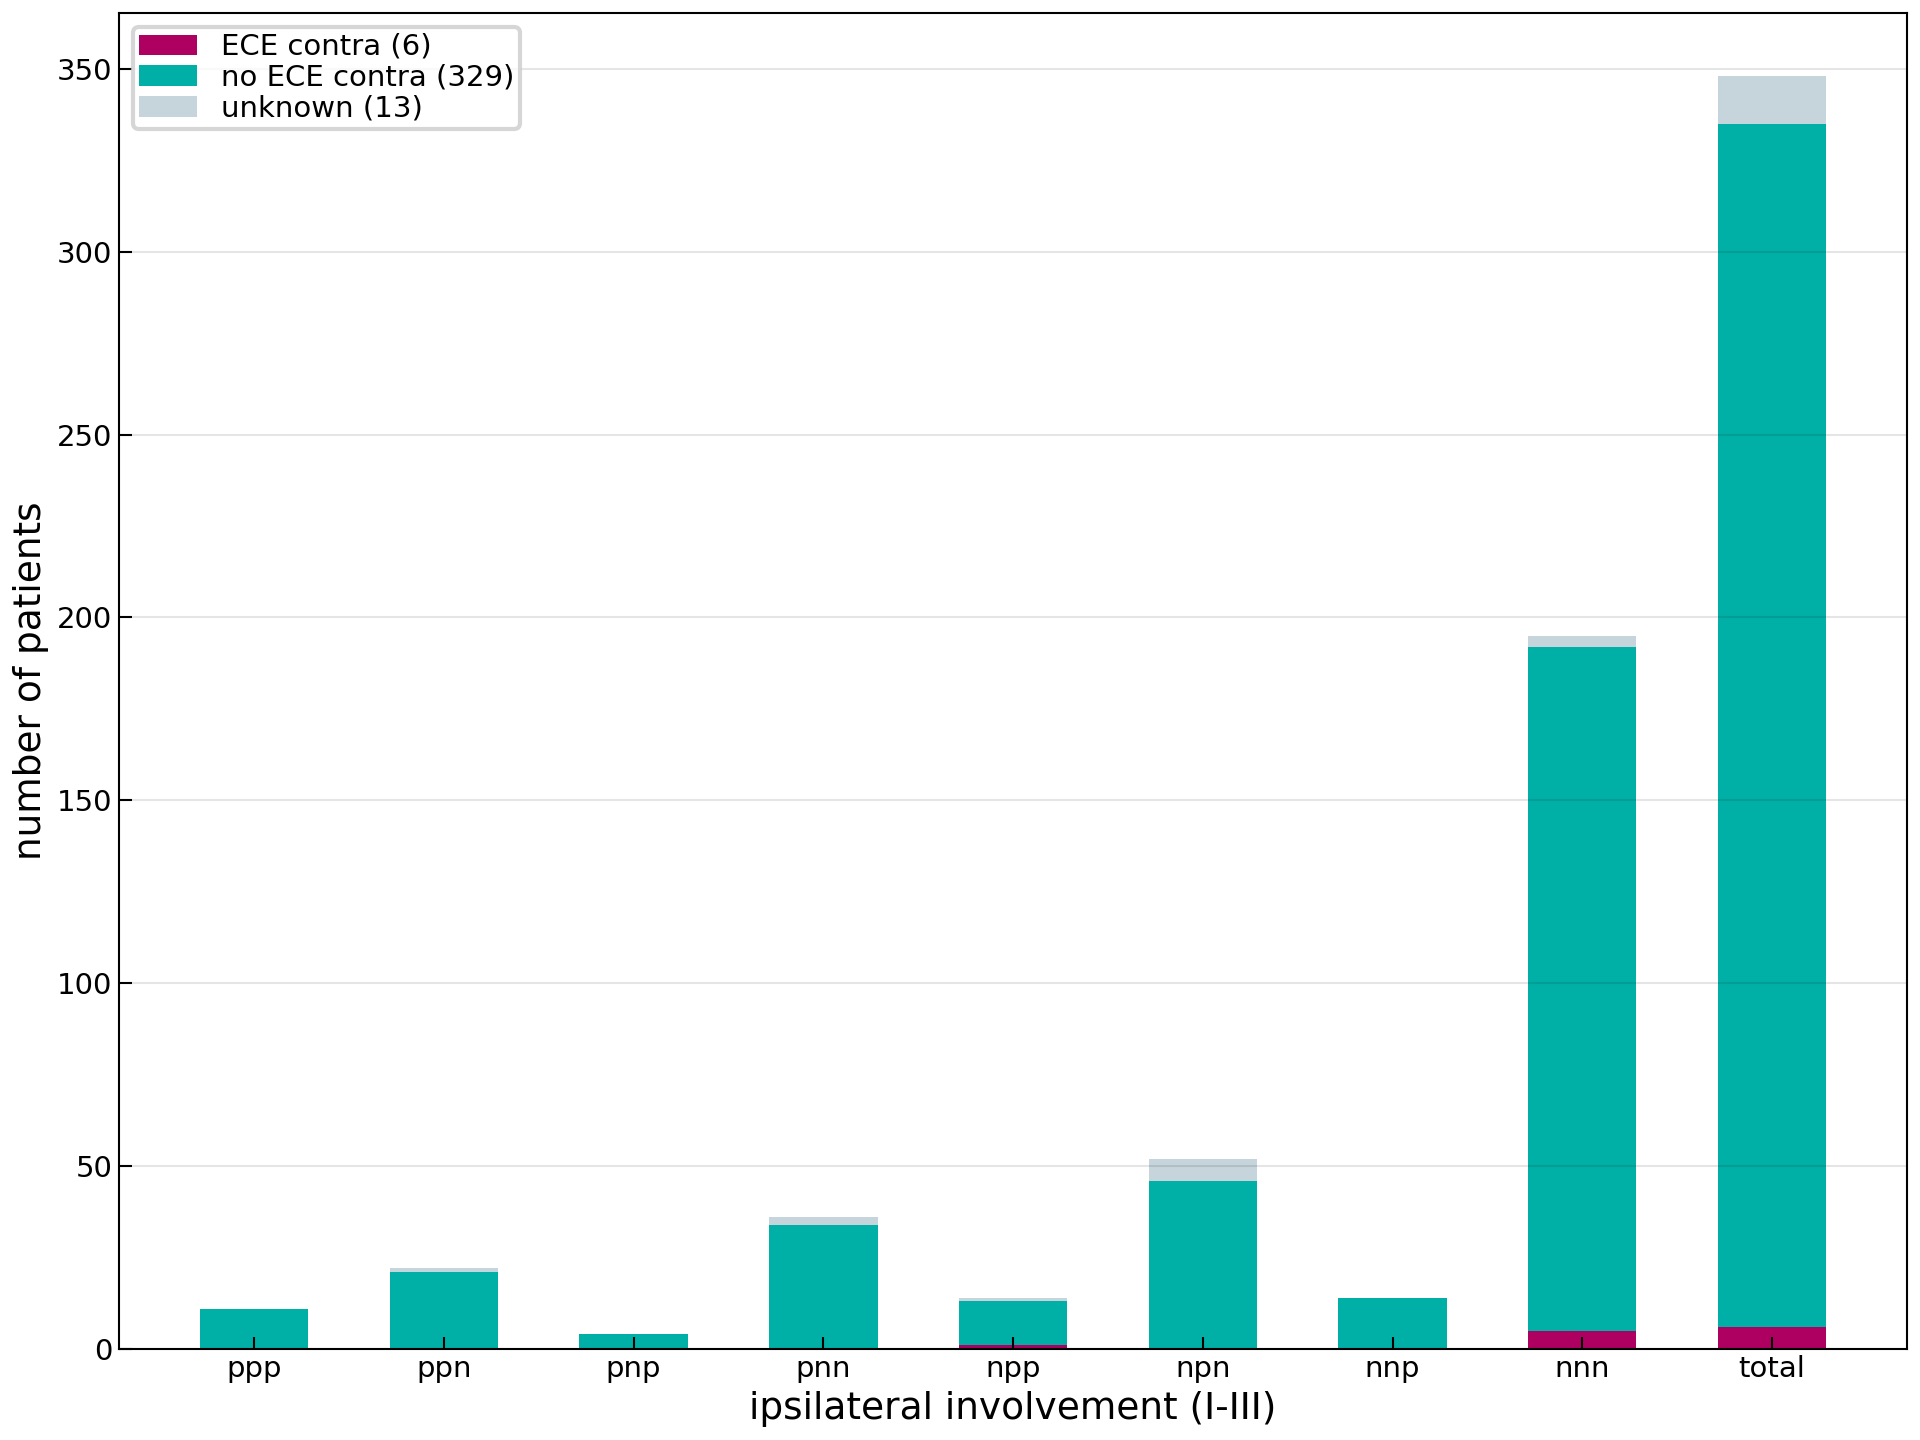 ECE contra (6)
no ECE contra (329)
unknown (13)
350
300
250
200
150
100
50
0
number of patients
ppp ppn pnp pnn npp npn nnp nnn total
ipsilateral involvement (I-III)